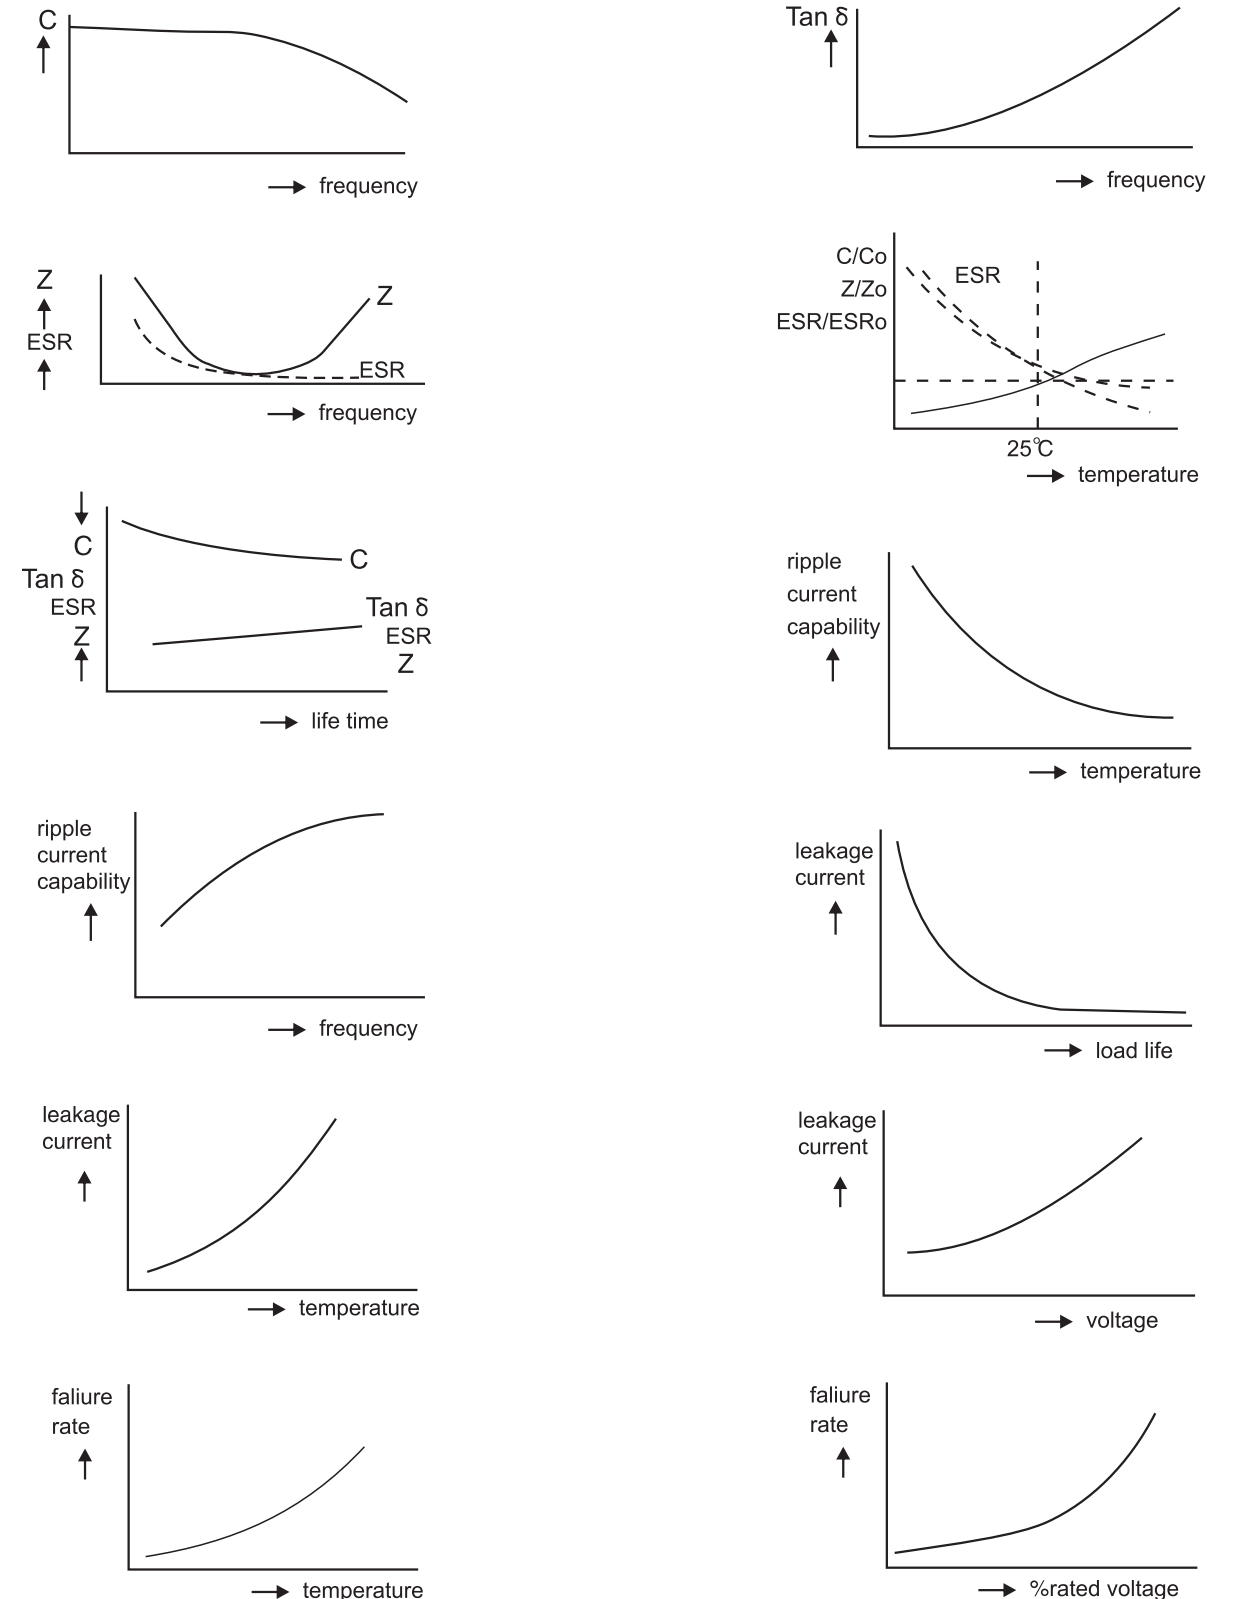 C
frequency
Tan δ
frequency
Z
ESR
Z
ESR
frequency
C/Co
Z/Zo
ESR/ESRo
ESR
25°C
temperature
C
Tan δ
ESR
Z
C
Tan δ
ESR
Z
life time
ripple
current
capability
temperature
ripple
current
capability
frequency
leakage
current
load life
leakage
current
temperature
leakage
current
voltage
faliure
rate
temperature
faliure
rate
%rated voltage